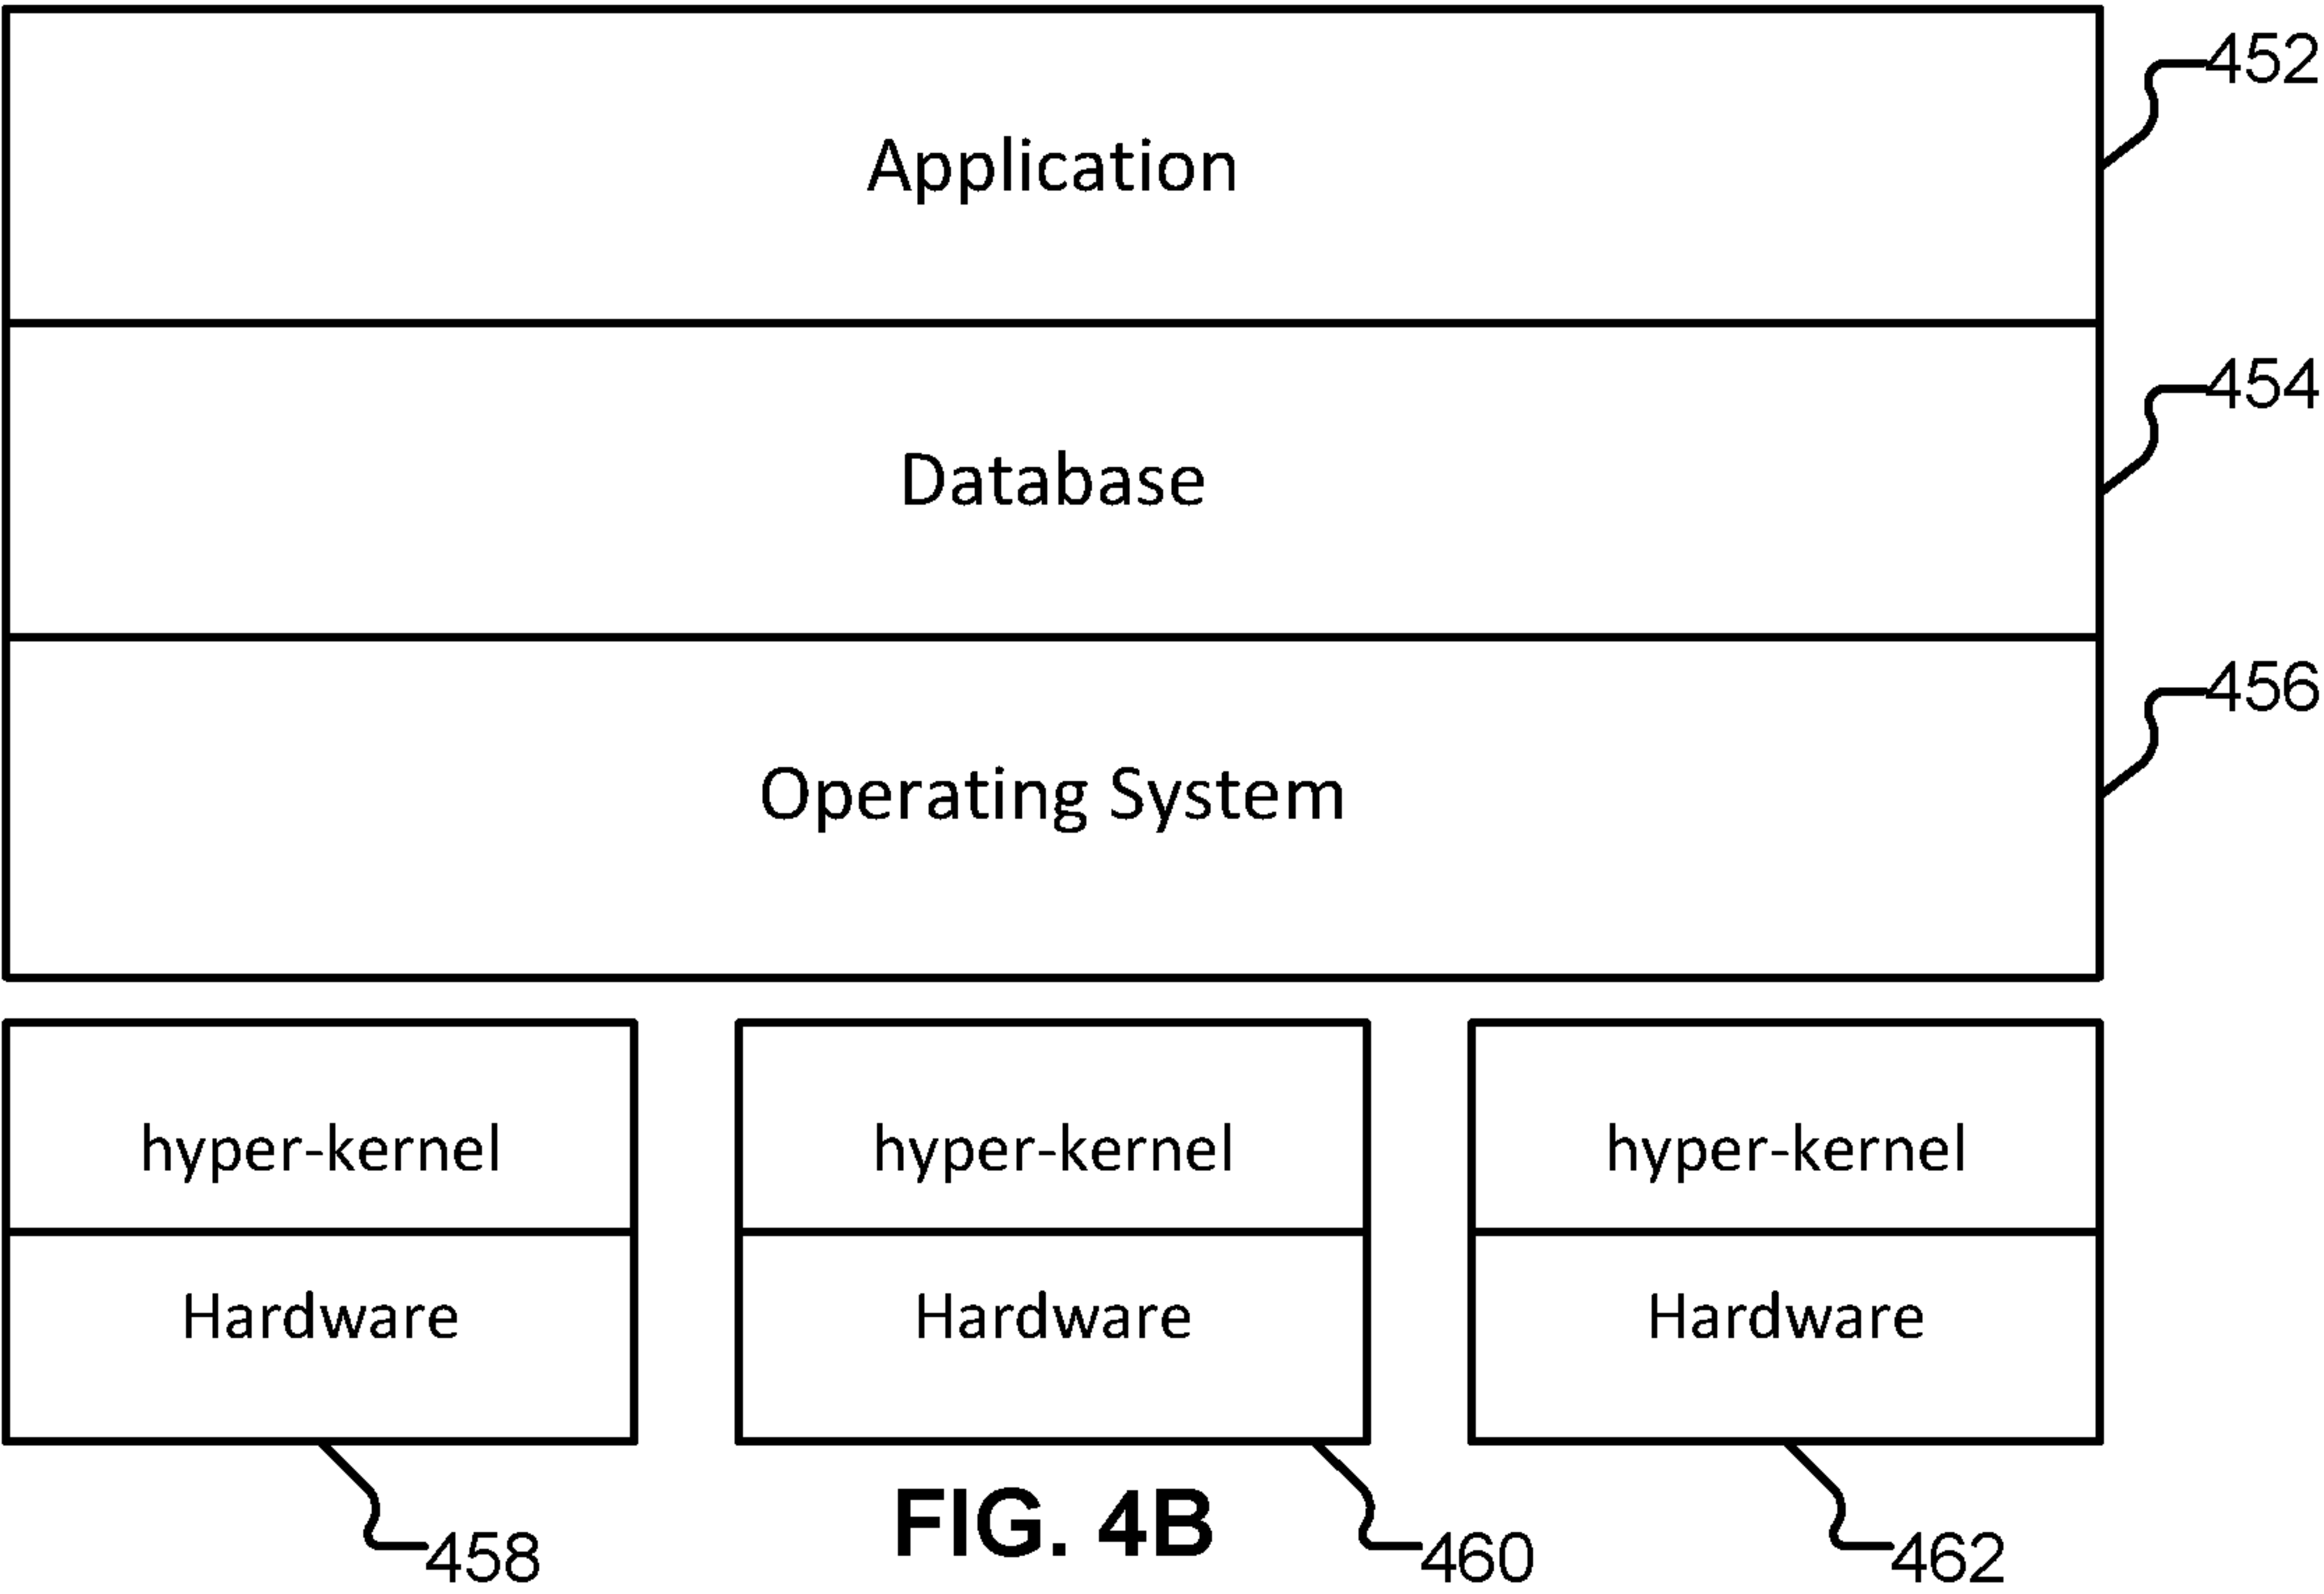 452
Application
454
Database
456
Operating System
hyper-kernel hyper-kernel hyper-kernel
Hardware Hardware Hardware
FIG. 4B
458 460 462